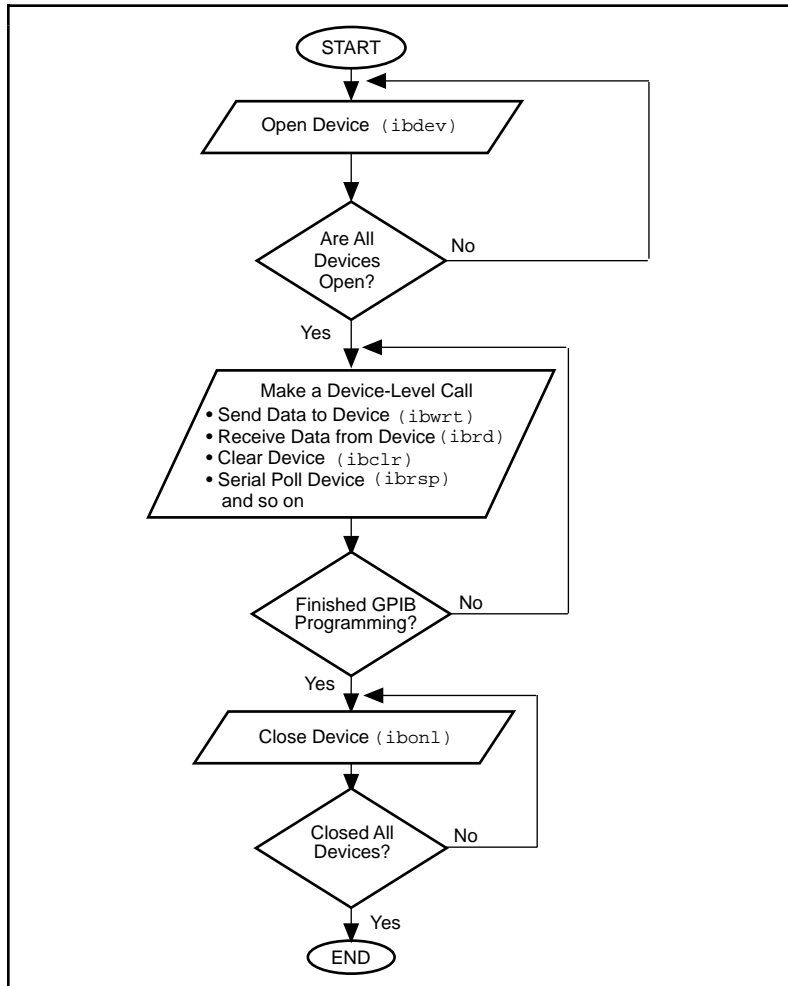 START
Open Device (ibdev)
Are All
Devices
Open?
No
Yes
Make a Device-Level Call
• Send Data to Device (ibwrt)
• Receive Data from Device (ibrd)
• Clear Device (ibclr)
• Serial Poll Device (ibrsp)
and so on
Finished GPIB
Programming?
No
Yes
Close Device (ibonl)
Closed All
Devices?
No
Yes
END